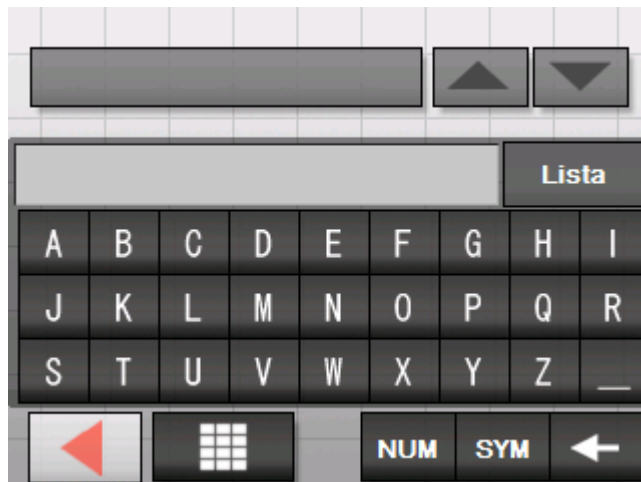 Lista
A B C D E F G H I
J K L M N O P Q R
S T U V W X Y Z _
NUM SYM